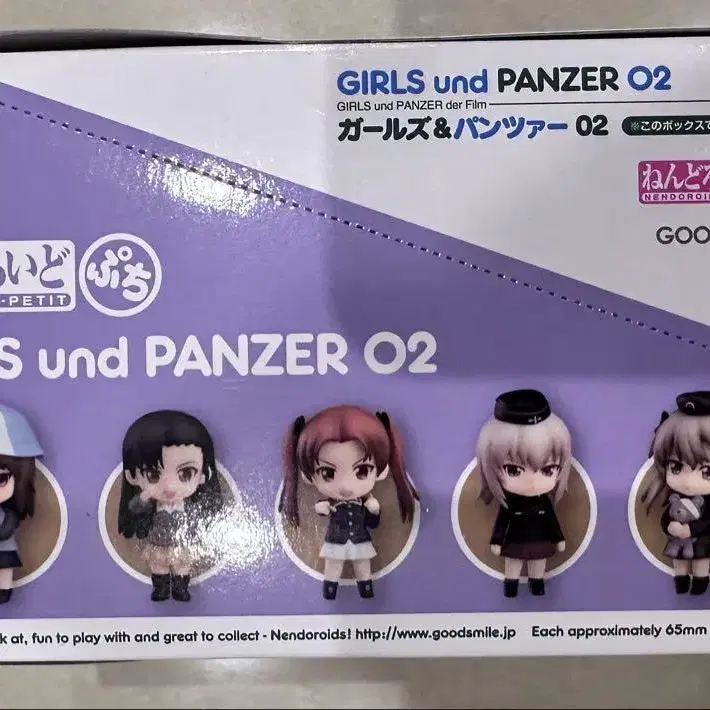 GIRLS und PANZER 02
GIRLS und PANZER der Film
ガールズ&パンツァー 02
※このボックスで
ねんどろ
NENDOROI
GOO
いど
-PETIT
ぷち
S und PANZER 02
k at, fun to play with and great to collect - Nendoroids! http://www.goodsmile.jp Each approximately 65mm